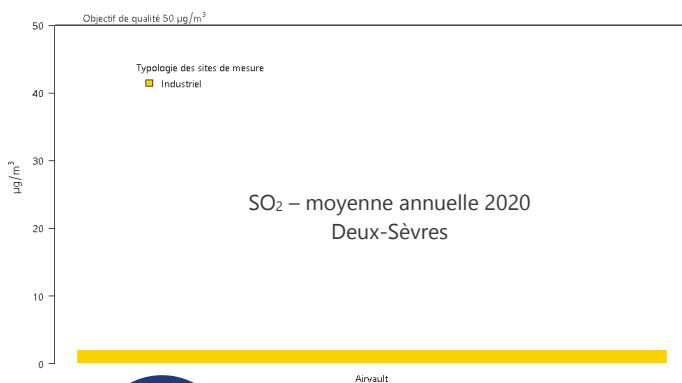 Objectif de qualité 50 µg/m³
50
Typologie des sites de mesure
Industriel
40
30
µg/m³
SO₂ – moyenne annuelle 2020
Deux-Sèvres
20
10
0
Airvault